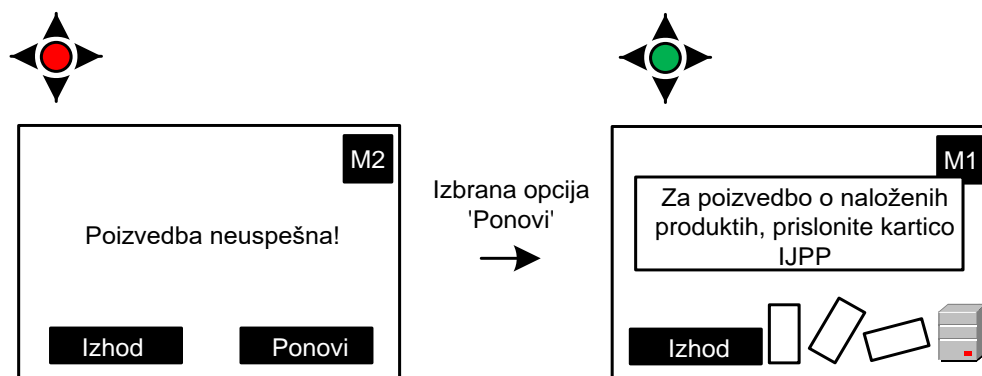 M2
Poizvedba neuspešna!
Izhod
Ponovi
Izbrana opcija
'Ponovi'
M1
Za poizvedbo o naloženih
produktih, prislonite kartico
IJPP
Izhod